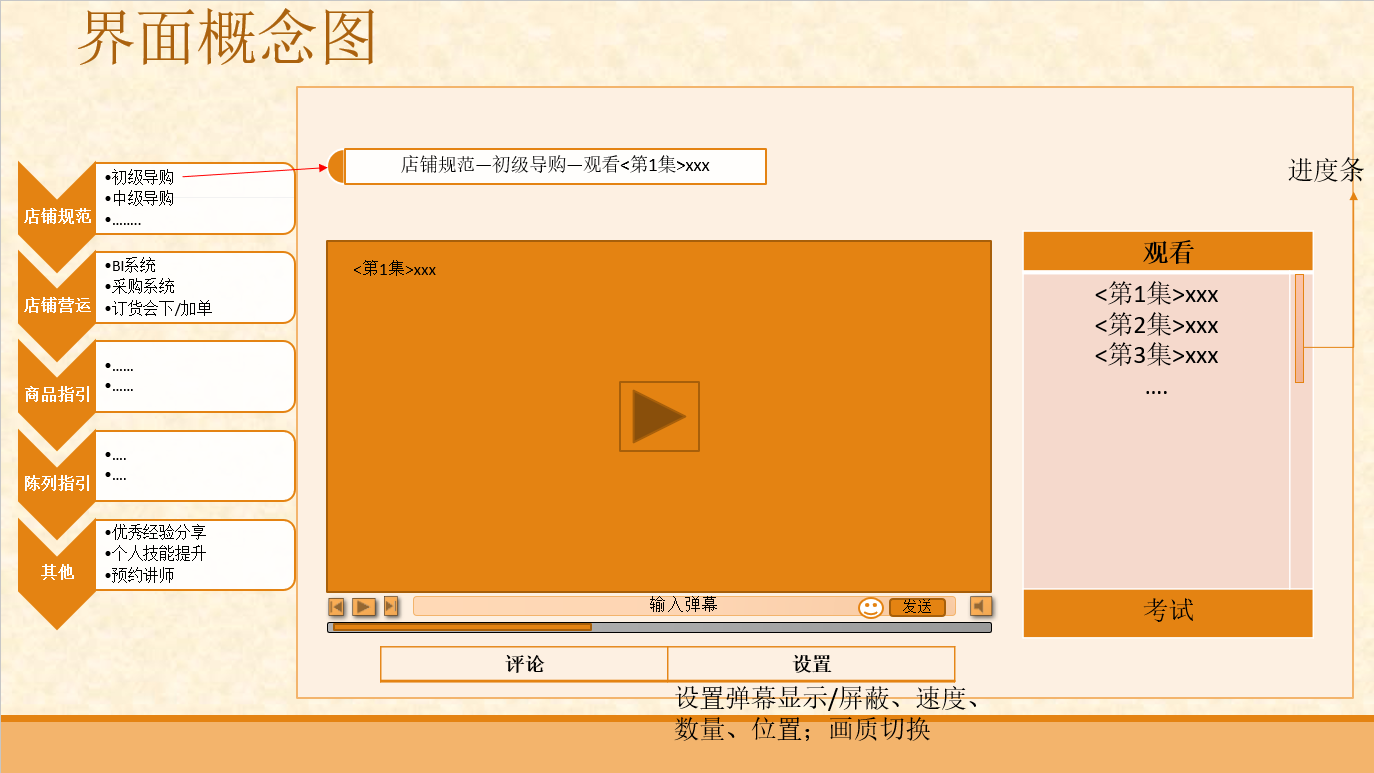 界面概念图
店铺规范
•初级导购
•中级导购
•........
店铺营运
•BI系统
•采购系统
•订货会下/加单
商品指引
•......
•......
陈列指引
•....
•....
其他
•优秀经验分享
•个人技能提升
•预约讲师
店铺规范—初级导购—观看<第1集>xxx
进度条
<第1集>xxx
观看
<第1集>xxx
<第2集>xxx
<第3集>xxx
....
考试
输入弹幕
发送
评论
设置
设置弹幕显示/屏蔽、速度、
数量、位置；画质切换